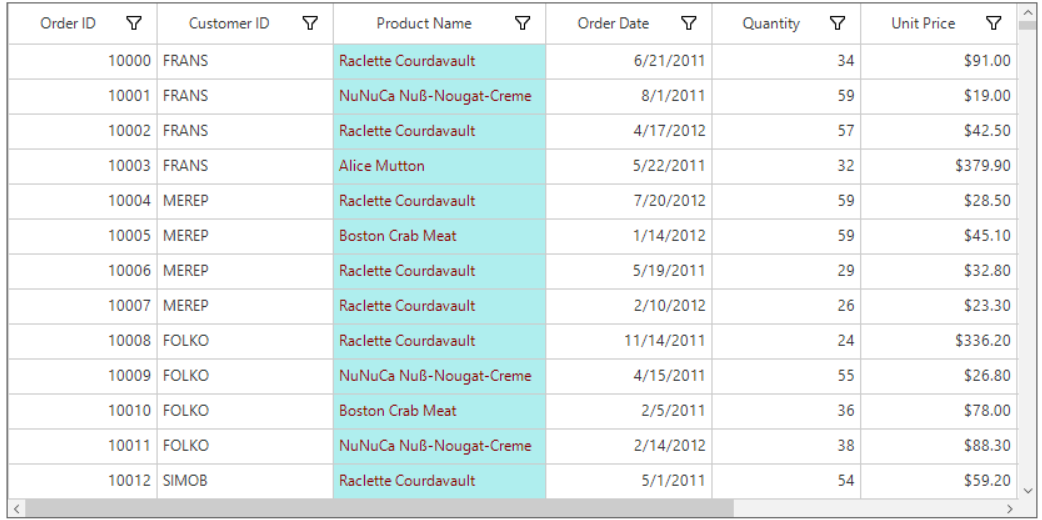 Order ID Customer ID Product Name Order Date Quantity Unit Price
10000 FRANS Raclette Courdavault 6/21/2011 34 $91.00
10001 FRANS NuNuCa Nuß-Nougat-Creme 8/1/2011 59 $19.00
10002 FRANS Raclette Courdavault 4/17/2012 57 $42.50
10003 FRANS Alice Mutton 5/22/2011 32 $379.90
10004 MEREP Raclette Courdavault 7/20/2012 59 $28.50
10005 MEREP Boston Crab Meat 1/14/2012 59 $45.10
10006 MEREP Raclette Courdavault 5/19/2011 29 $32.80
10007 MEREP Raclette Courdavault 2/10/2012 26 $23.30
10008 FOLKO Raclette Courdavault 11/14/2011 24 $336.20
10009 FOLKO NuNuCa Nuß-Nougat-Creme 4/15/2011 55 $26.80
10010 FOLKO Boston Crab Meat 2/5/2011 36 $78.00
10011 FOLKO NuNuCa Nuß-Nougat-Creme 2/14/2012 38 $88.30
10012 SIMOB Raclette Courdavault 5/1/2011 54 $59.20